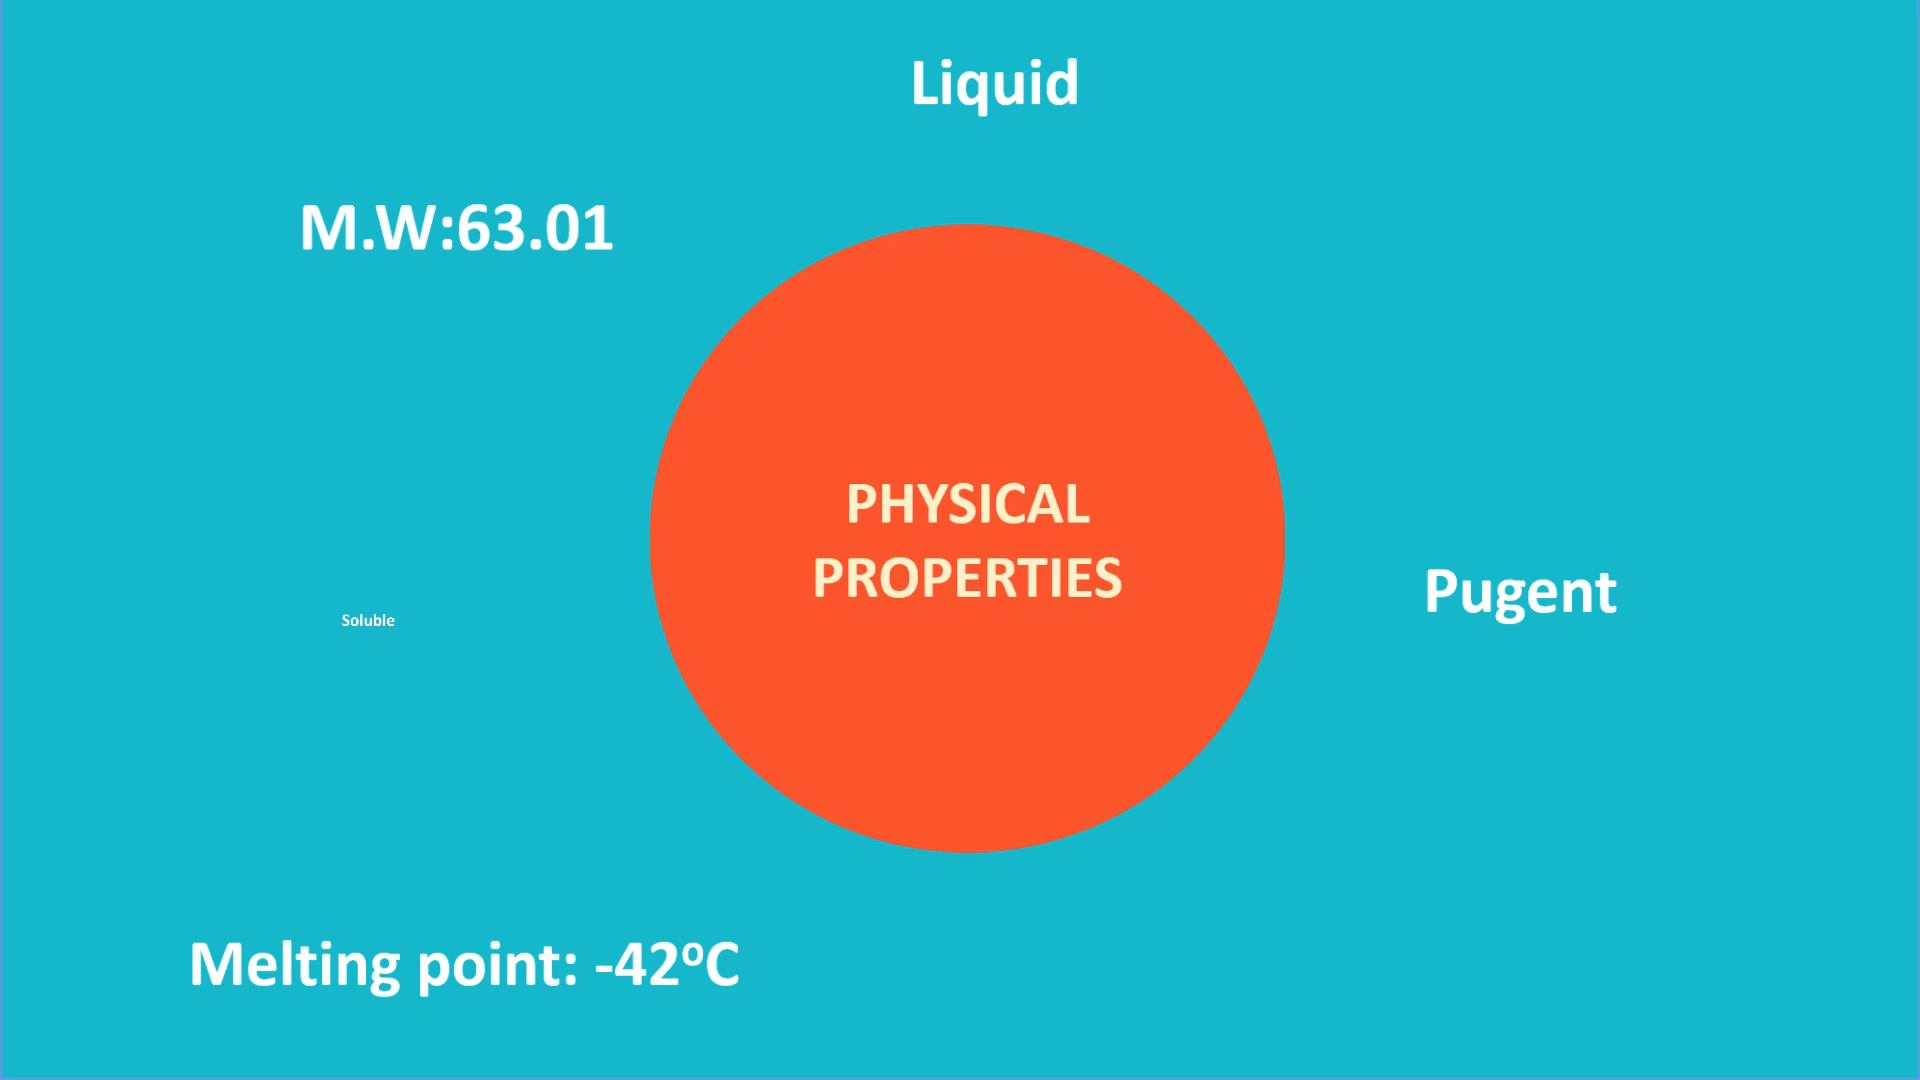 Liquid
M.W:63.01
PHYSICAL
PROPERTIES
Pugent
Soluble
Melting point: -42ºC